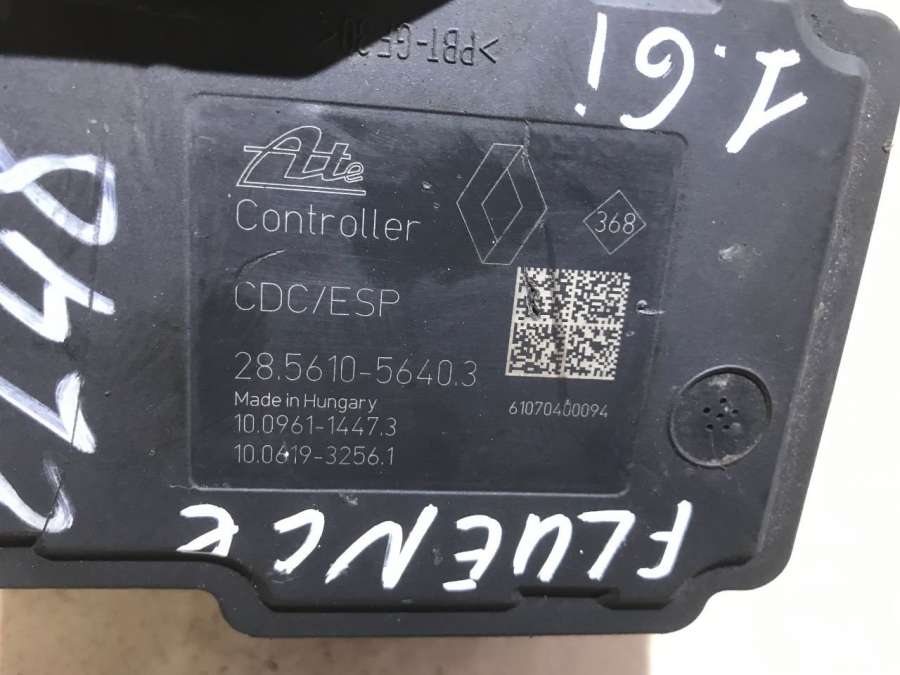 >PBT-GF30<
1.6i
Ate
Controller
368
CDC/ESP
28.5610-5640.3
Made in Hungary
61070400094
10.0961-1447.3
10.0619-3256.1
FLUENCE